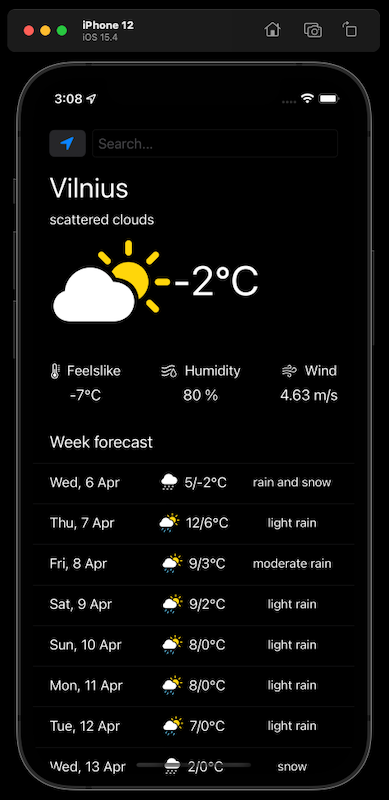 iPhone 12
iOS 15.4
3:08
Search...
Vilnius
scattered clouds
-2°C
Feelslike Humidity Wind
-7°C 80 % 4.63 m/s
Week forecast
Wed, 6 Apr 5/-2°C rain and snow
Thu, 7 Apr 12/6°C light rain
Fri, 8 Apr 9/3°C moderate rain
Sat, 9 Apr 9/2°C light rain
Sun, 10 Apr 8/0°C light rain
Mon, 11 Apr 8/0°C light rain
Tue, 12 Apr 7/0°C light rain
Wed, 13 Apr 2/0°C snow